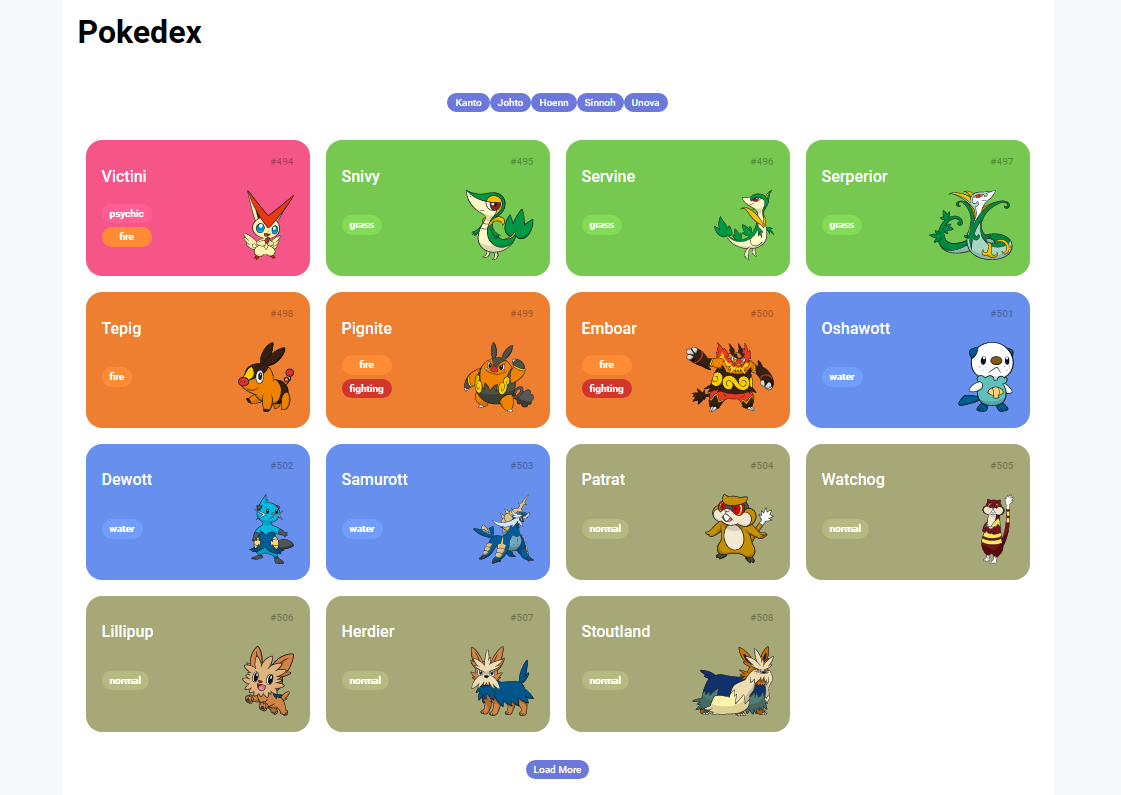 Pokedex
Kanto Johto Hoenn Sinnoh Unova
#494
Victini
psychic
fire
#495
Snivy
grass
#496
Servine
grass
#497
Serperior
grass
#498
Tepig
fire
#499
Pignite
fire
fighting
#500
Emboar
fire
fighting
#501
Oshawott
water
#502
Dewott
water
#503
Samurott
water
#504
Patrat
normal
#505
Watchog
normal
#506
Lillipup
normal
#507
Herdier
normal
#508
Stoutland
normal
Load More